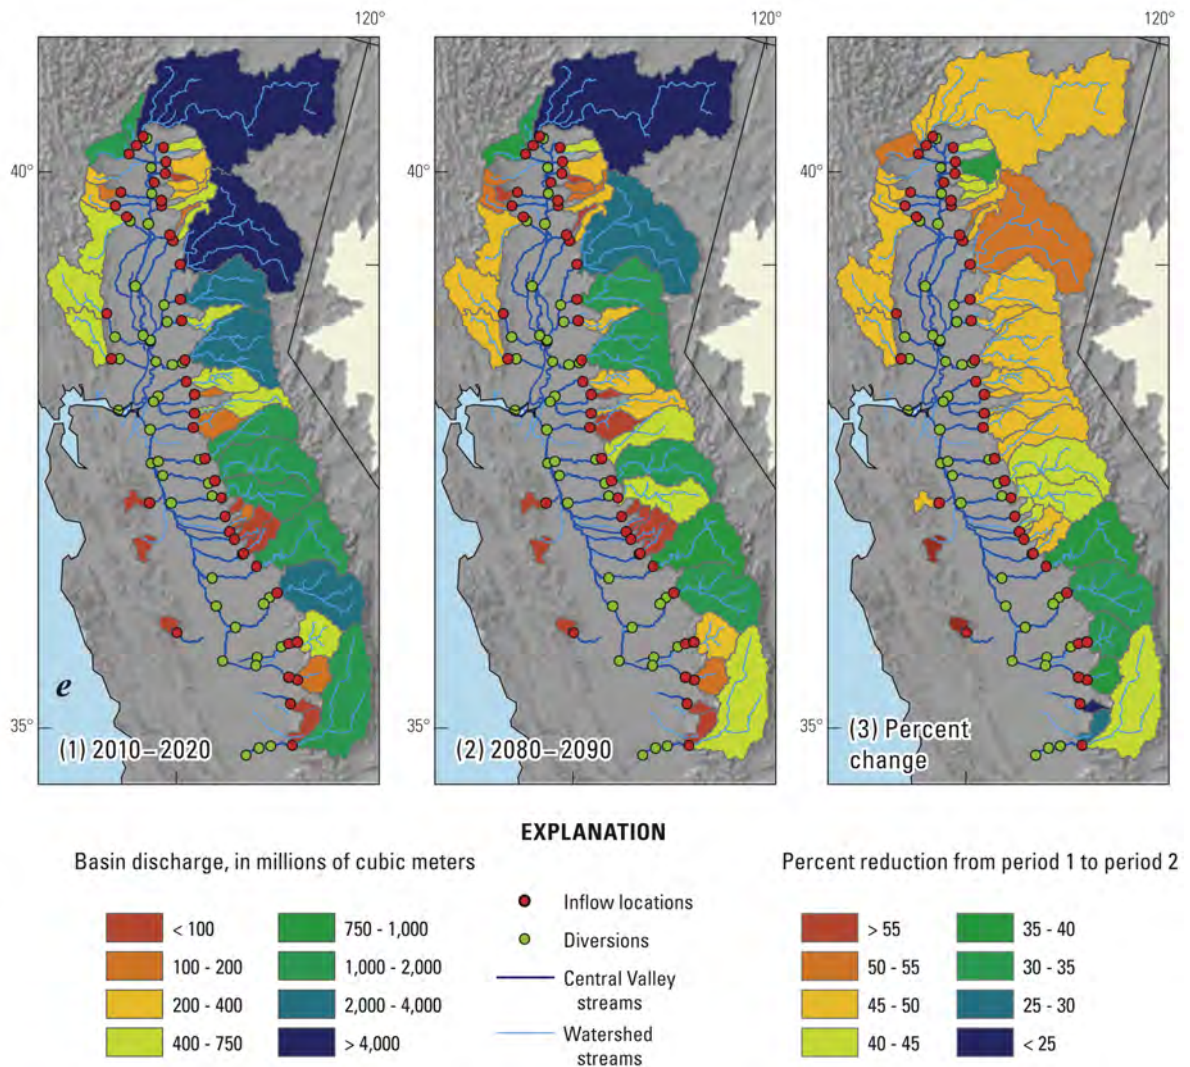 120°
120°
120°
40°
40°
40°
35°
35°
35°
e
(1) 2010–2020
(2) 2080–2090
(3) Percent
change
EXPLANATION
Basin discharge, in millions of cubic meters
< 100
100 - 200
200 - 400
400 - 750
750 - 1,000
1,000 - 2,000
2,000 - 4,000
> 4,000
Inflow locations
Diversions
Central Valley
streams
Watershed
streams
Percent reduction from period 1 to period 2
> 55
50 - 55
45 - 50
40 - 45
35 - 40
30 - 35
25 - 30
< 25